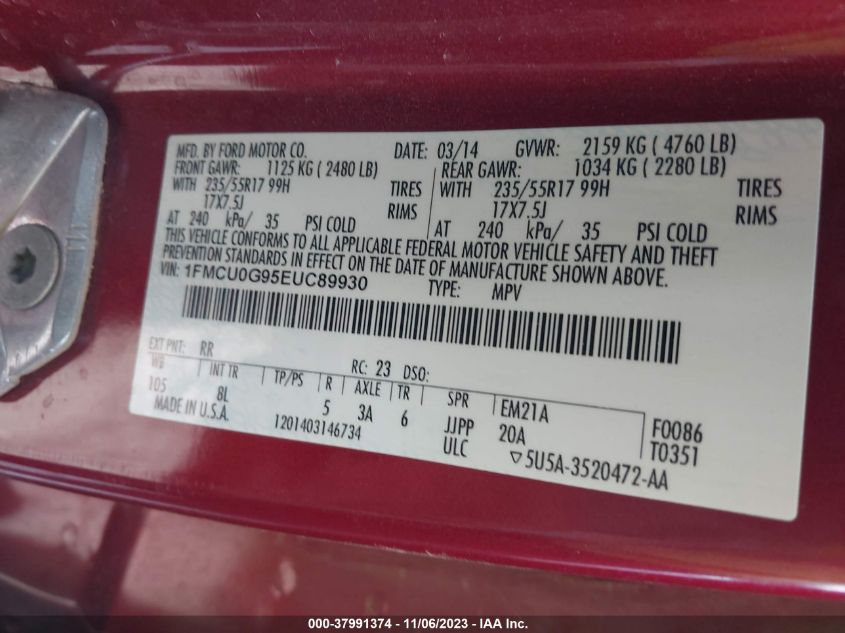 MFD. BY FORD MOTOR CO. DATE: 03/14 GVWR: 2159 KG ( 4760 LB)
FRONT GAWR: 1125 KG ( 2480 LB) REAR GAWR: 1034 KG ( 2280 LB)
WITH 235/55R17 99H TIRES WITH 235/55R17 99H TIRES
17X7.5J RIMS 17X7.5J RIMS
AT 240 kPa/ 35 PSI COLD AT 240 kPa/ 35 PSI COLD
THIS VEHICLE CONFORMS TO ALL APPLICABLE FEDERAL MOTOR VEHICLE SAFETY AND THEFT
PREVENTION STANDARDS IN EFFECT ON THE DATE OF MANUFACTURE SHOWN ABOVE.
VIN: 1FMCU0G95EUC89930 TYPE: MPV
EXT PNT: RR RC: 23 DSO:
WB INT TR TP/PS R AXLE TR SPR EM21A F0086
105 8L 5 3A 6 JJPP 20A T0351
MADE IN U.S.A. 1201403146734 ULC ▽5U5A-3520472-AA
000-37991374 - 11/06/2023 - IAA Inc.